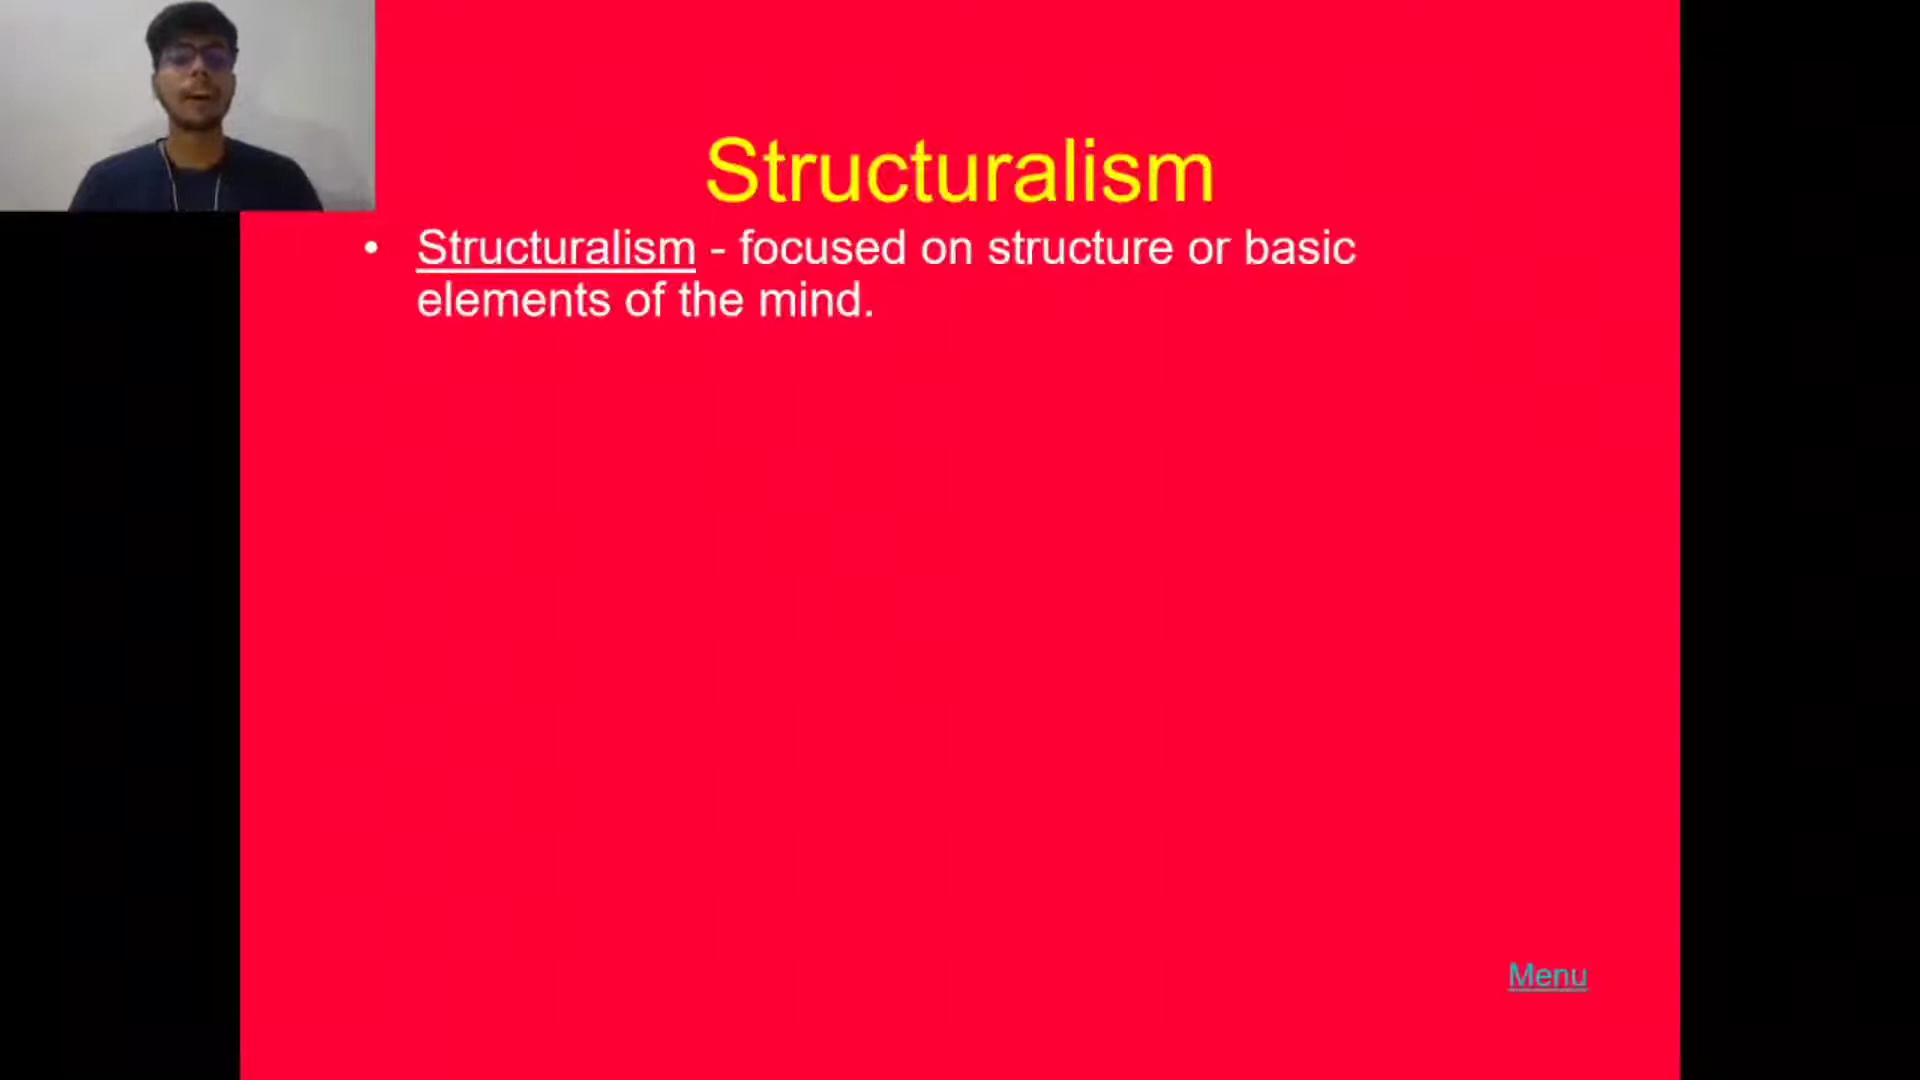 Structuralism
• Structuralism - focused on structure or basic
elements of the mind.
Menu